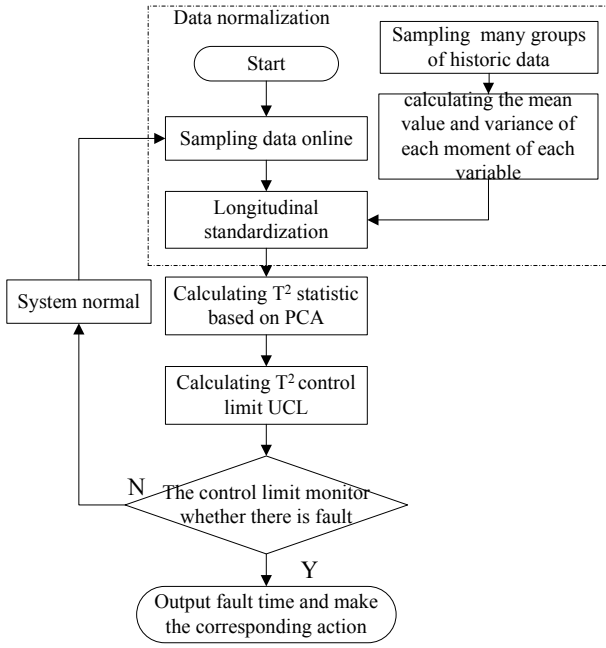 Data normalization
Start
Sampling many groups
of historic data
Sampling data online
calculating the mean
value and variance of
each moment of each
variable
Longitudinal
standardization
System normal
Calculating T² statistic
based on PCA
Calculating T² control
limit UCL
N
The control limit monitor
whether there is fault
Y
Output fault time and make
the corresponding action